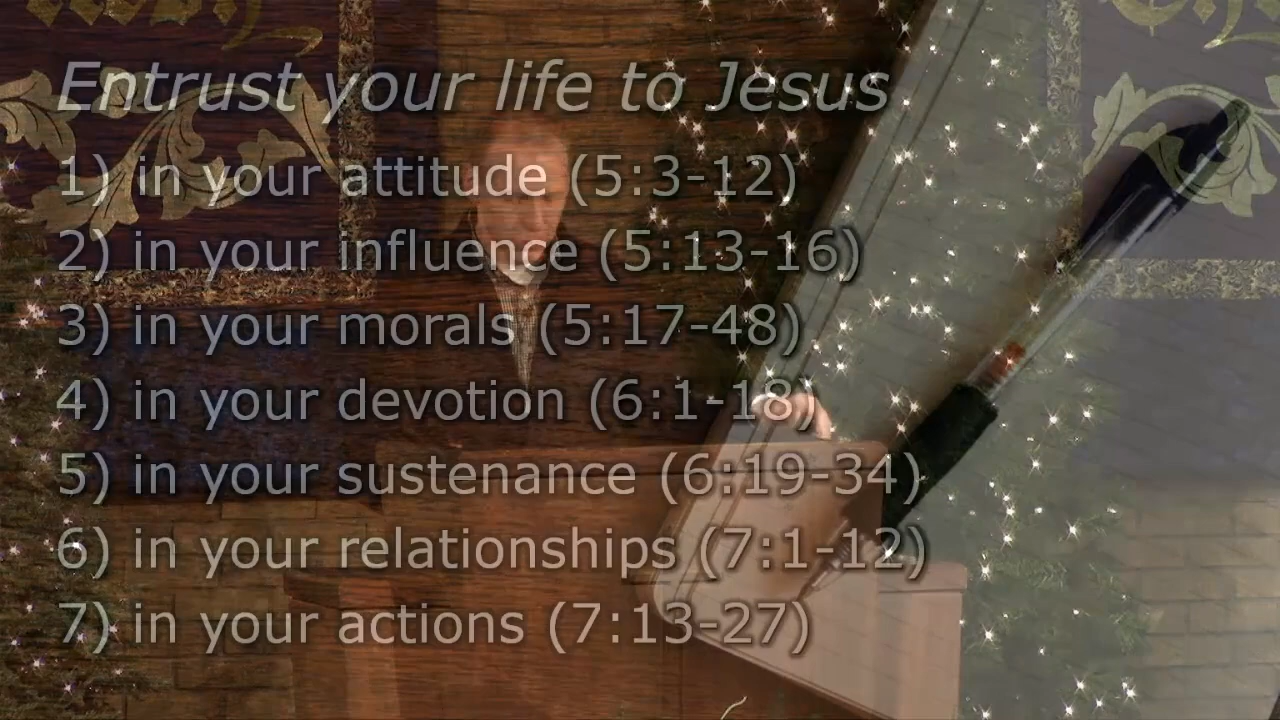 Entrust your life to Jesus
1) in your attitude (5:3-12)
2) in your influence (5:13-16)
3) in your morals (5:17-48)
4) in your devotion (6:1-18)
5) in your sustenance (6:19-34)
6) in your relationships (7:1-12)
7) in your actions (7:13-27)